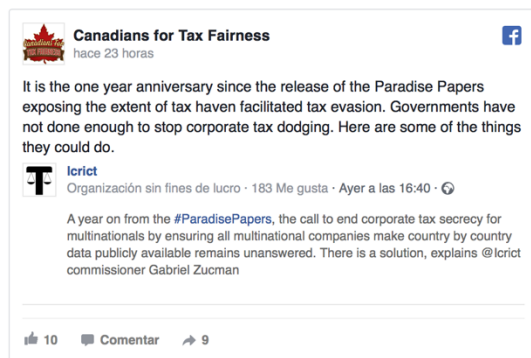 Canadians for Tax Fairness
hace 23 horas
It is the one year anniversary since the release of the Paradise Papers
exposing the extent of tax haven facilitated tax evasion. Governments have
not done enough to stop corporate tax dodging. Here are some of the things
they could do.
Icrict
Organización sin fines de lucro · 183 Me gusta · Ayer a las 16:40 ·
A year on from the #ParadisePapers, the call to end corporate tax secrecy for
multinationals by ensuring all multinational companies make country by country
data publicly available remains unanswered. There is a solution, explains @Icrict
commissioner Gabriel Zucman
10 Comentar 9